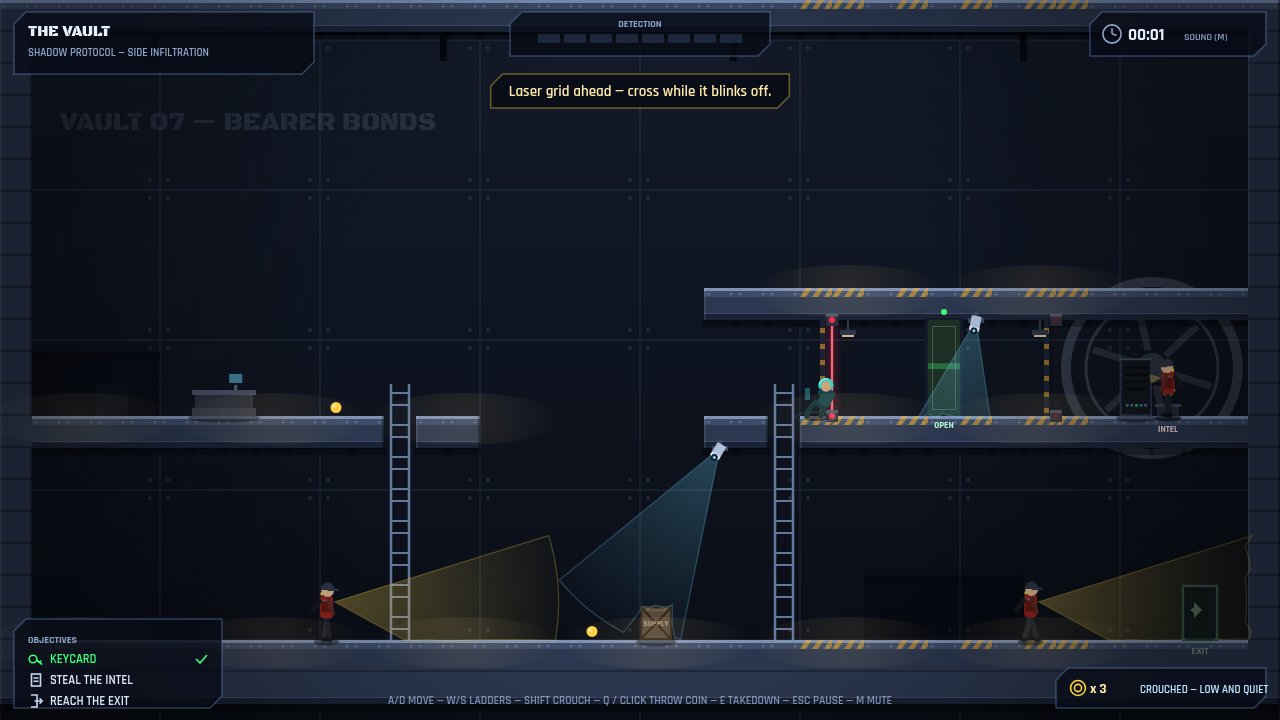 THE VAULT
SHADOW PROTOCOL — SIDE INFILTRATION
DETECTION
00:01
SOUND (M)
Laser grid ahead — cross while it blinks off.
VAULT 07 — BEARER BONDS
OPEN
INTEL
SUPPLY
EXIT
OBJECTIVES
KEYCARD
STEAL THE INTEL
REACH THE EXIT
A/D MOVE — W/S LADDERS — SHIFT CROUCH — Q / CLICK THROW COIN — E TAKEDOWN — ESC PAUSE — M MUTE
x 3
CROUCHED — LOW AND QUIET